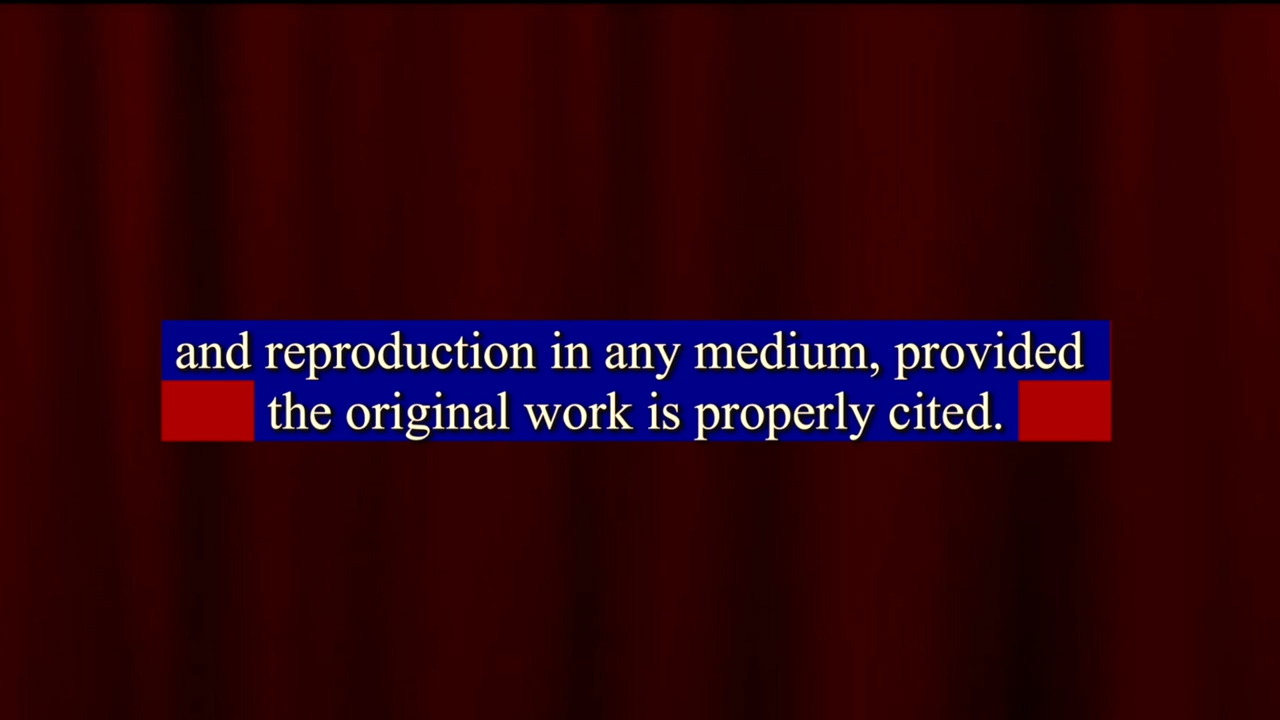 and reproduction in any medium, provided
the original work is properly cited.